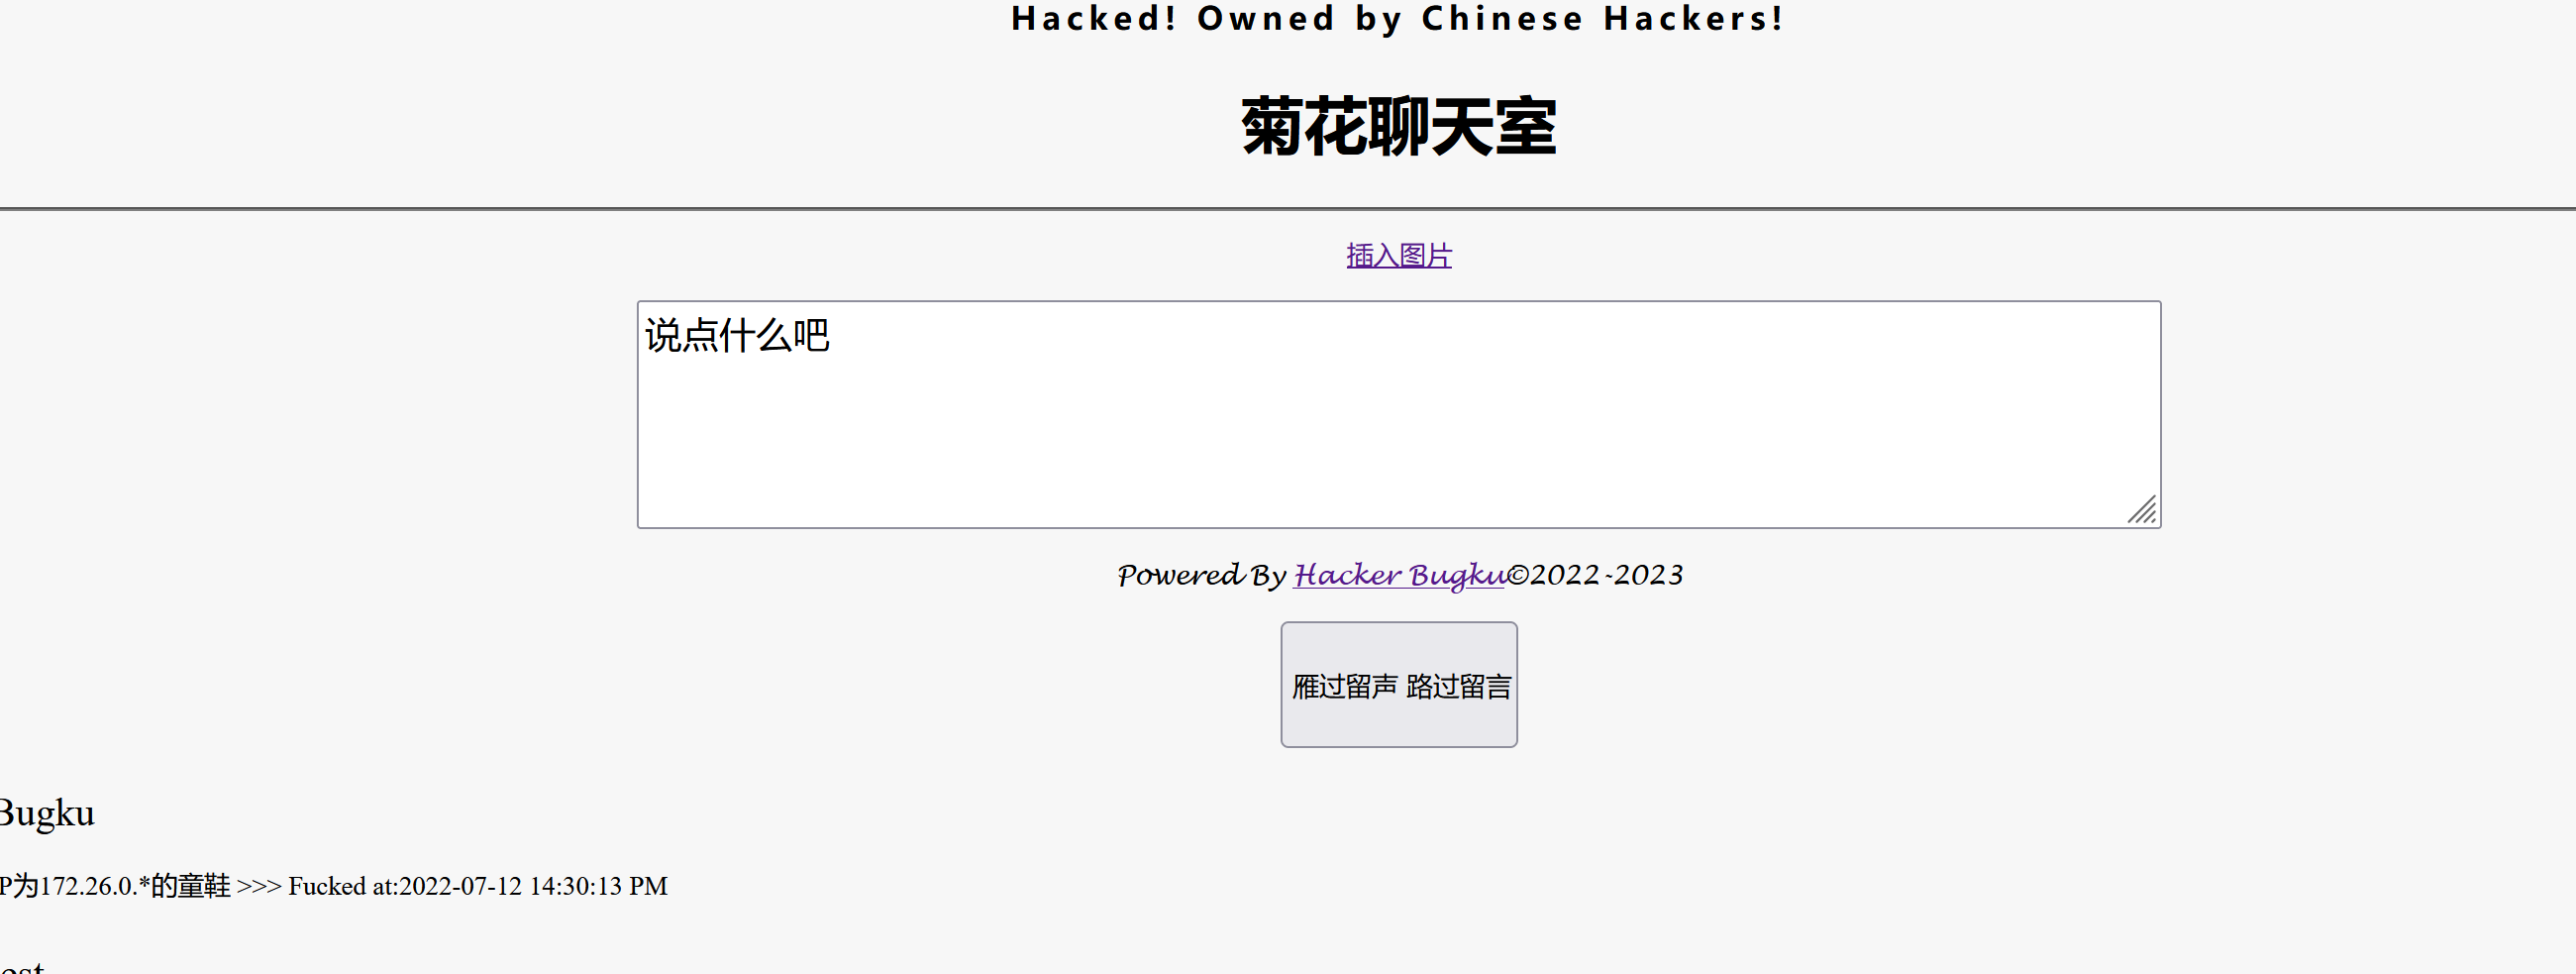 Hacked! Owned by Chinese Hackers!
菊花聊天室
插入图片
说点什么吧
Powered By Hacker Bugku©2022-2023
雁过留声 路过留言
Bugku
P为172.26.0.*的童鞋 >>> Fucked at:2022-07-12 14:30:13 PM